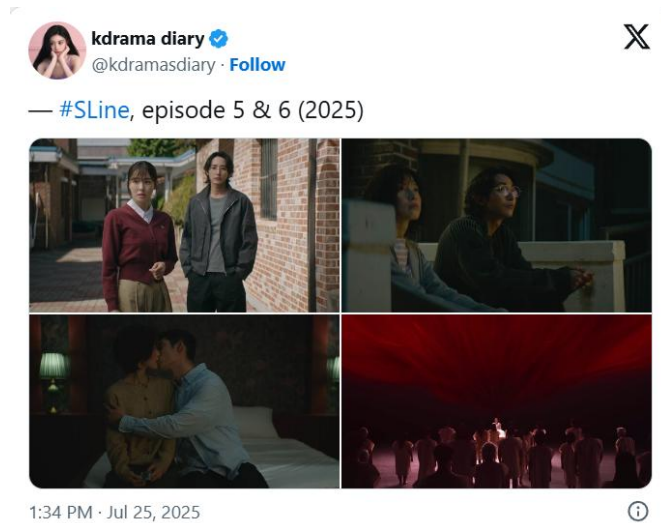 kdrama diary
@kdramasdiary · Follow
— #SLine, episode 5 & 6 (2025)
1:34 PM · Jul 25, 2025